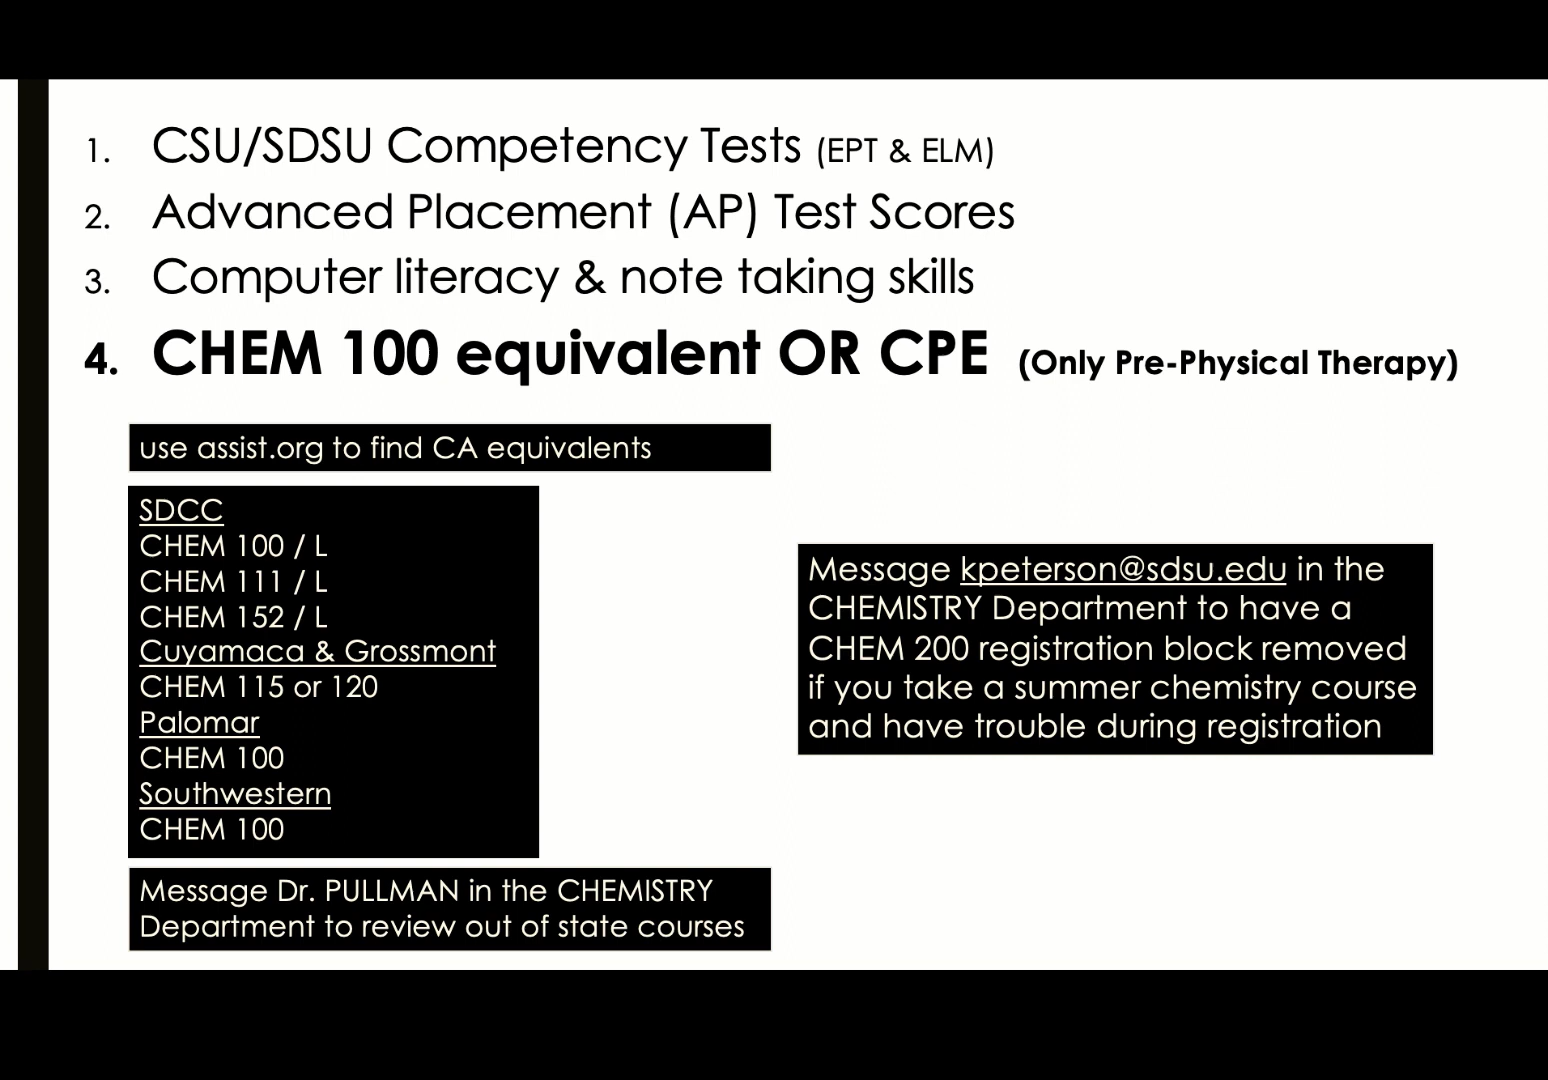 1. CSU/SDSU Competency Tests (EPT & ELM)
2. Advanced Placement (AP) Test Scores
3. Computer literacy & note taking skills
4. CHEM 100 equivalent OR CPE (Only Pre-Physical Therapy)
use assist.org to find CA equivalents
SDCC
CHEM 100 / L
CHEM 111 / L
CHEM 152 / L
Cuyamaca & Grossmont
CHEM 115 or 120
Palomar
CHEM 100
Southwestern
CHEM 100
Message Dr. PULLMAN in the CHEMISTRY
Department to review out of state courses
Message kpeterson@sdsu.edu in the
CHEMISTRY Department to have a
CHEM 200 registration block removed
if you take a summer chemistry course
and have trouble during registration